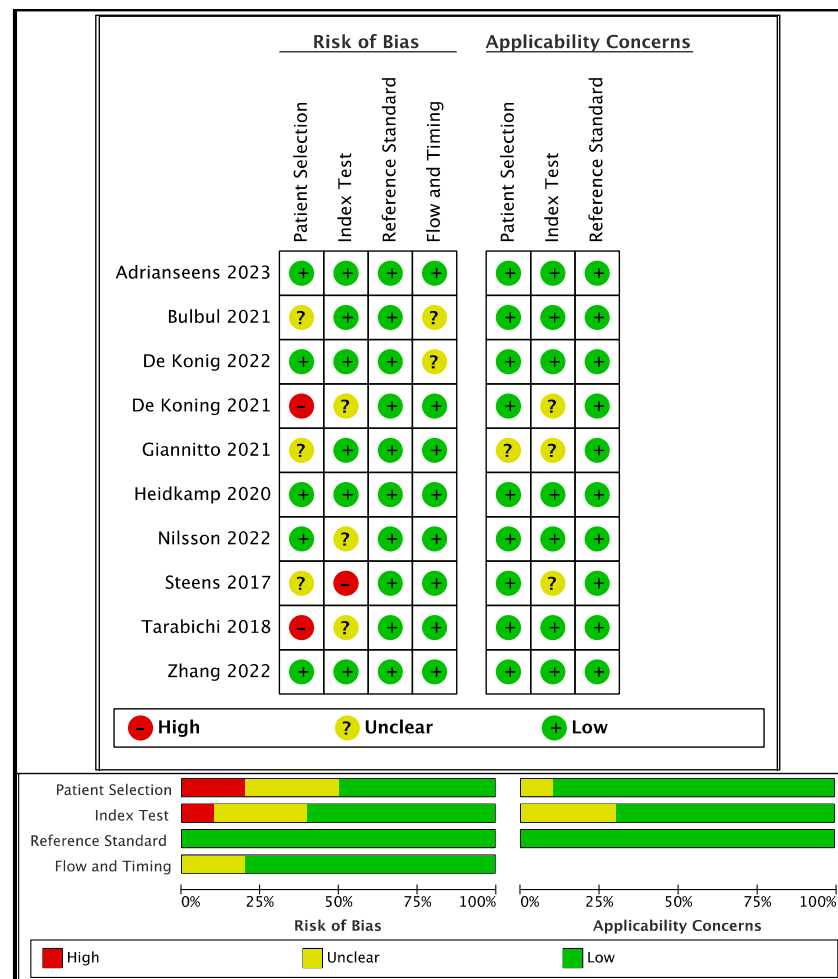 Risk of Bias Applicability Concerns
Patient Selection Index Test Reference Standard Flow and Timing Patient Selection Index Test Reference Standard
Adrianseens 2023 + + + + + + +
Bulbul 2021 ? + + ? + + +
De Konig 2022 + + + ? + + +
De Koning 2021 – ? + + + ? +
Giannitto 2021 ? + + + ? ? +
Heidkamp 2020 + + + + + + +
Nilsson 2022 + ? + + + + +
Steens 2017 ? – + + + ? +
Tarabichi 2018 – ? + + + + +
Zhang 2022 + + + + + + +
– High ? Unclear + Low
Patient Selection
Index Test
Reference Standard
Flow and Timing
0% 25% 50% 75% 100% 0% 25% 50% 75% 100%
Risk of Bias Applicability Concerns
High Unclear Low